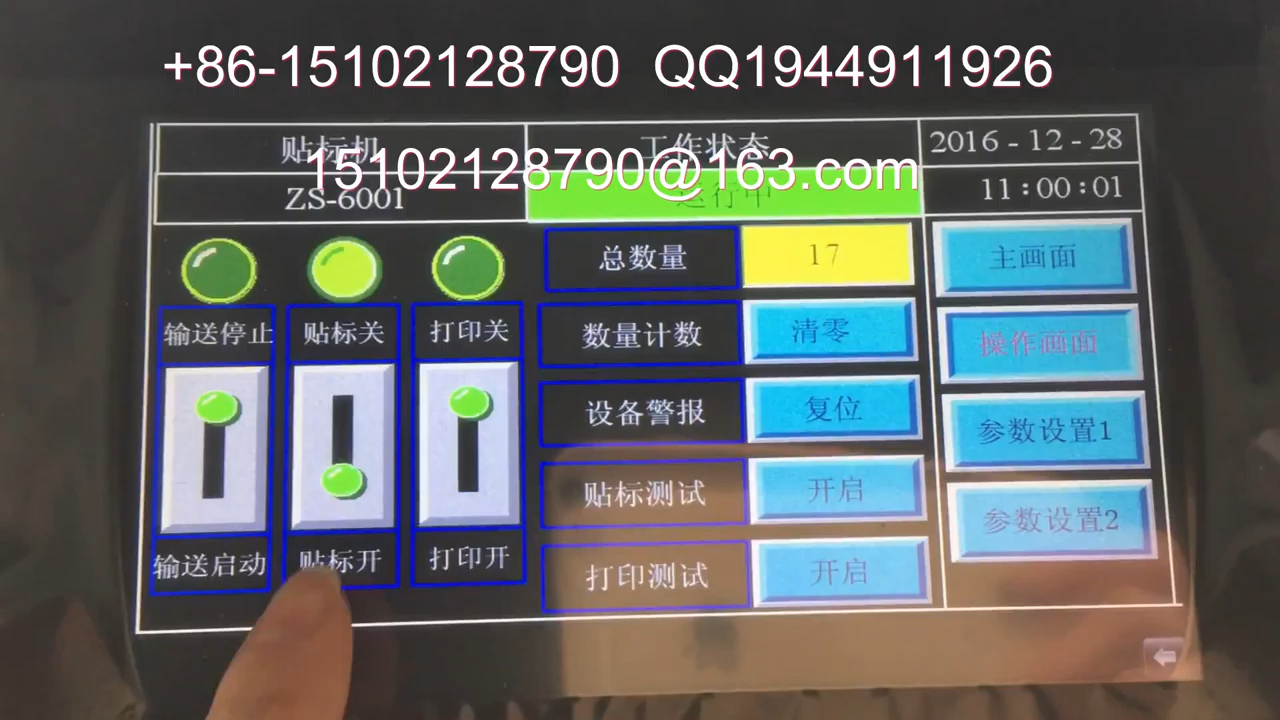 +86-15102128790 QQ1944911926
贴标机 工作状态 2016-12-28
15102128790@163.com
ZS-6001 运行中 11:00:01
总数量 17 主画面
输送停止 贴标关 打印关 数量计数 清零 操作画面
设备警报 复位 参数设置1
贴标测试 开启 参数设置2
输送启动 贴标开 打印开 打印测试 开启